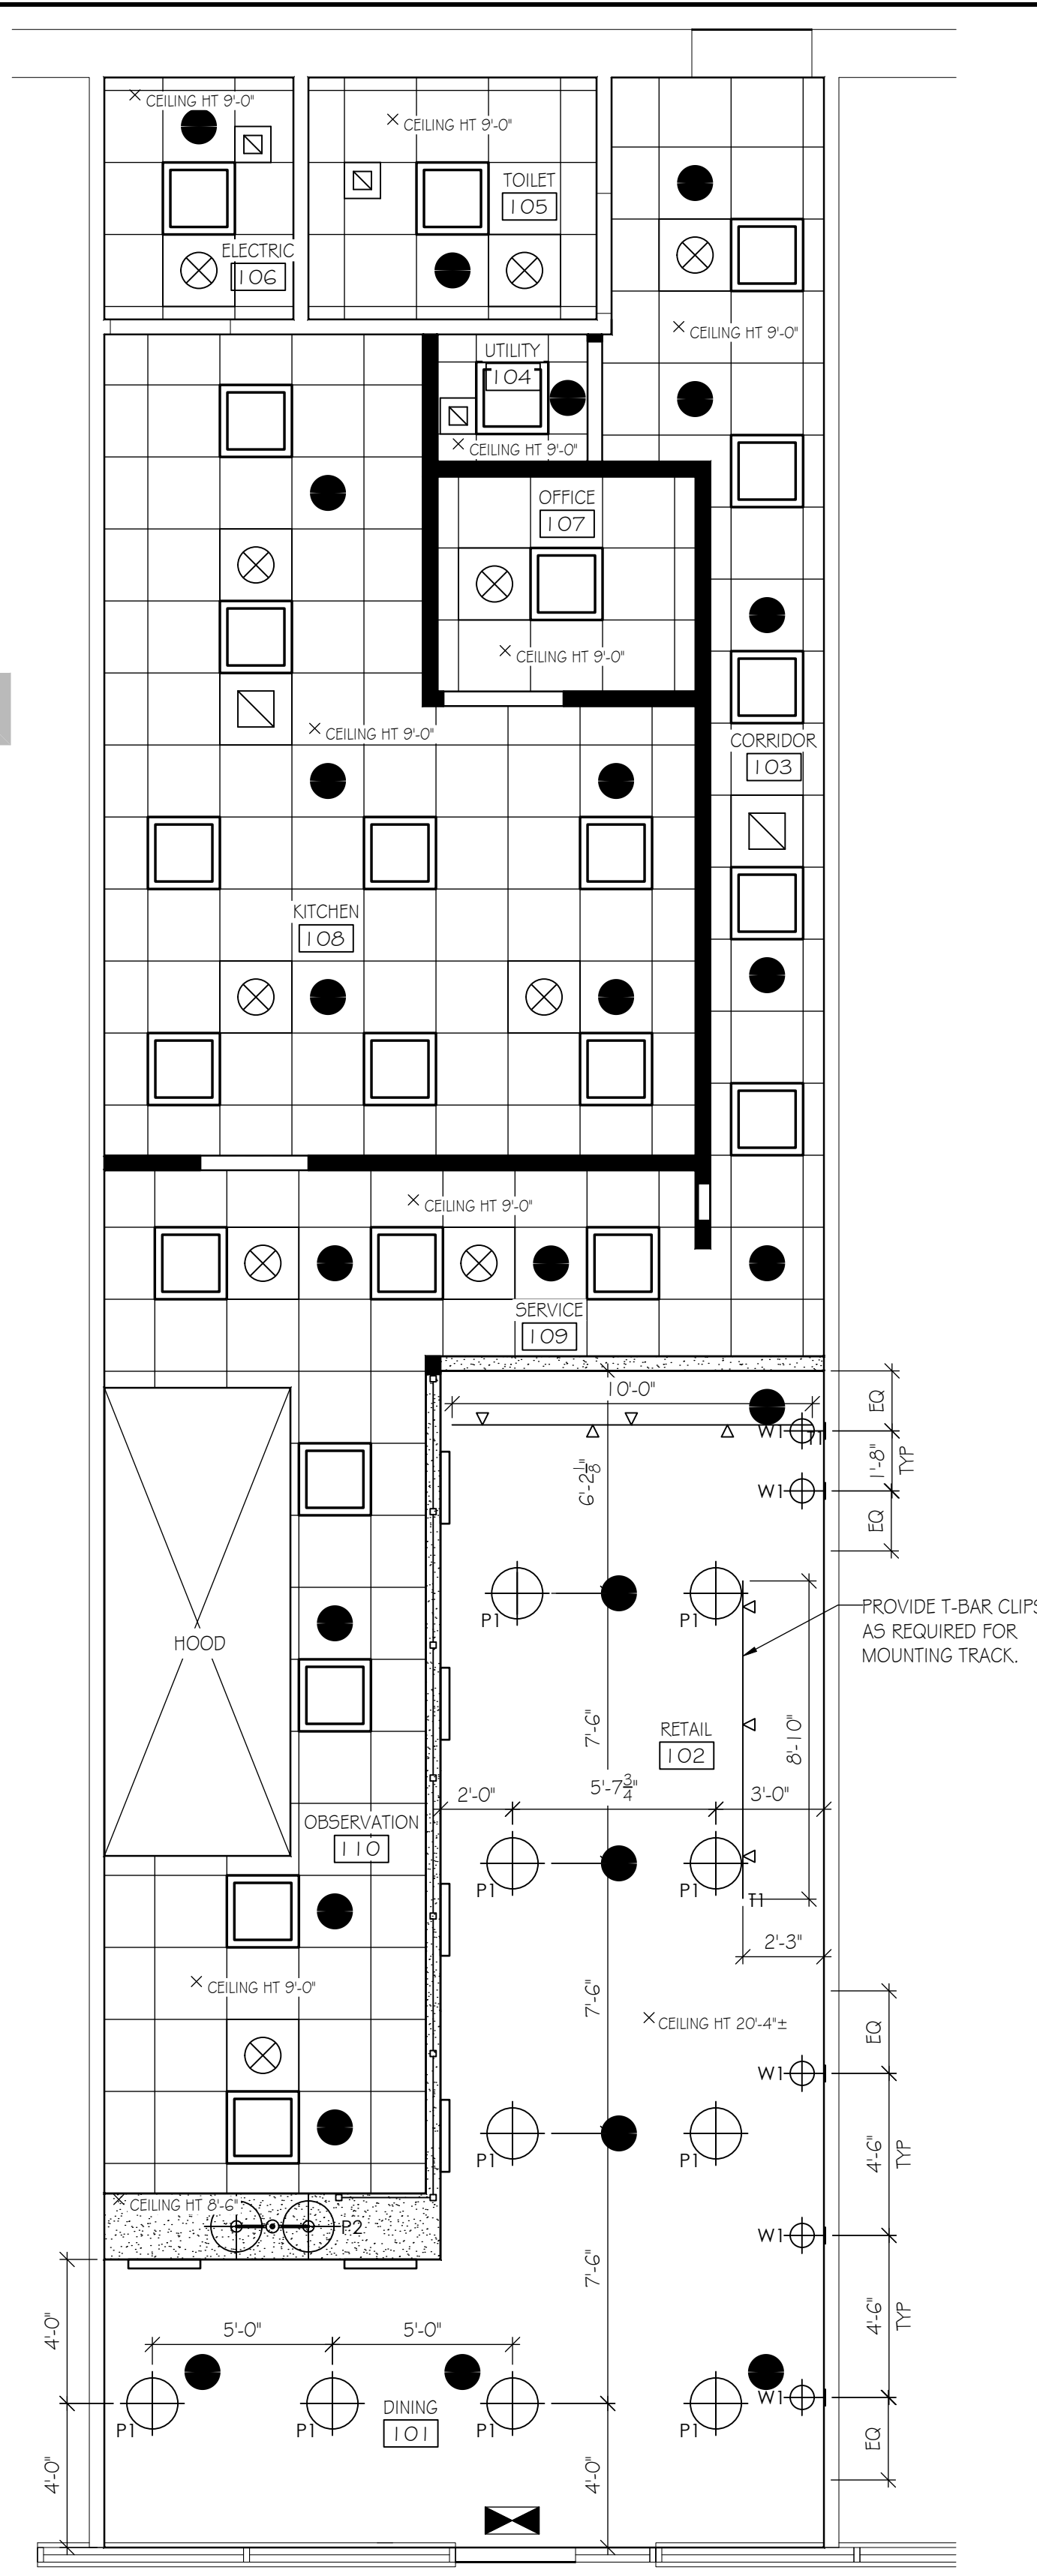 CEILING HT 9'-0"
CEILING HT 9'-0"
TOILET
105
ELECTRIC
106
CEILING HT 9'-0"
UTILITY
104
CEILING HT 9'-0"
OFFICE
107
CEILING HT 9'-0"
CEILING HT 9'-0"
CORRIDOR
103
KITCHEN
108
CEILING HT 9'-0"
SERVICE
109
10'-0"
EQ
W1
T1
1'-8"
TYP
6'-2 1/8"
W1
EQ
P1
P1
PROVIDE T-BAR CLIPS
AS REQUIRED FOR
MOUNTING TRACK.
HOOD
7'-6"
RETAIL
102
8'-10"
2'-0"
5'-7 3/4"
3'-0"
OBSERVATION
110
P1
P1
T1
2'-3"
CEILING HT 9'-0"
7'-6"
CEILING HT 20'-4"±
EQ
W1
P1
P1
4'-6"
TYP
CEILING HT 8'-6"
P2
W1
7'-6"
4'-0"
5'-0"
5'-0"
4'-6"
TYP
W1
P1
P1
DINING
101
P1
P1
EQ
4'-0"
4'-0"